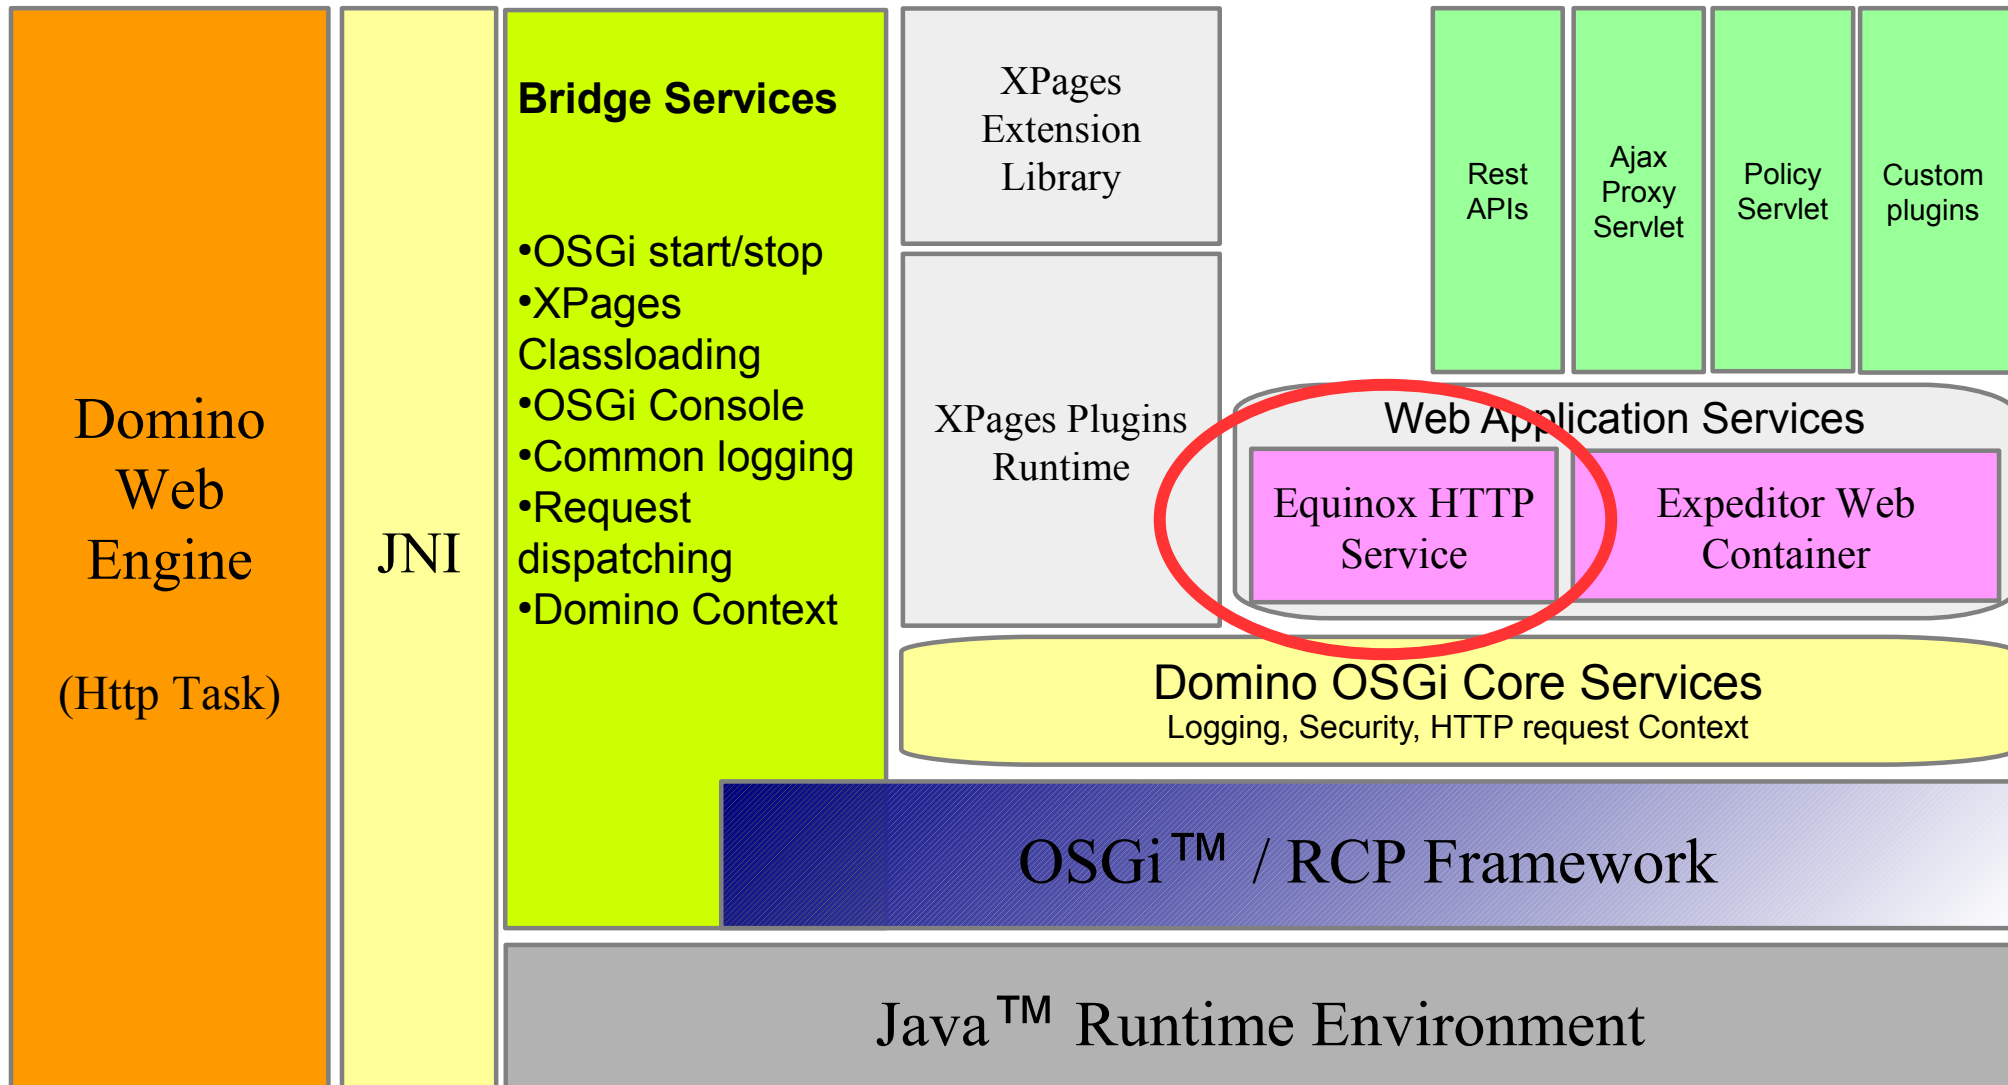 Domino
Web
Engine
(Http Task)
JNI
Bridge Services
•OSGi start/stop
•XPages
Classloading
•OSGi Console
•Common logging
•Request
dispatching
•Domino Context
XPages
Extension
Library
XPages Plugins
Runtime
Rest
APIs
Ajax
Proxy
Servlet
Policy
Servlet
Custom
plugins
Web Application Services
Equinox HTTP
Service
Expeditor Web
Container
Domino OSGi Core Services
Logging, Security, HTTP request Context
OSGi™ / RCP Framework
Java™ Runtime Environment